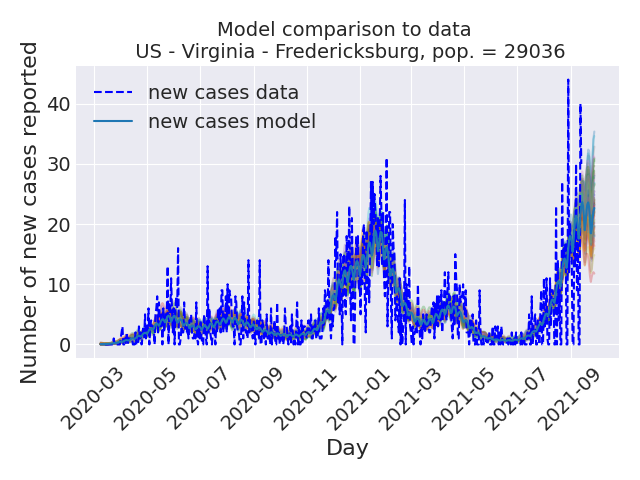 Model comparison to data
US - Virginia - Fredericksburg, pop. = 29036
Number of new cases reported
40
30
20
10
0
new cases data
new cases model
2020-03
2020-05
2020-07
2020-09
2020-11
2021-01
2021-03
2021-05
2021-07
2021-09
Day